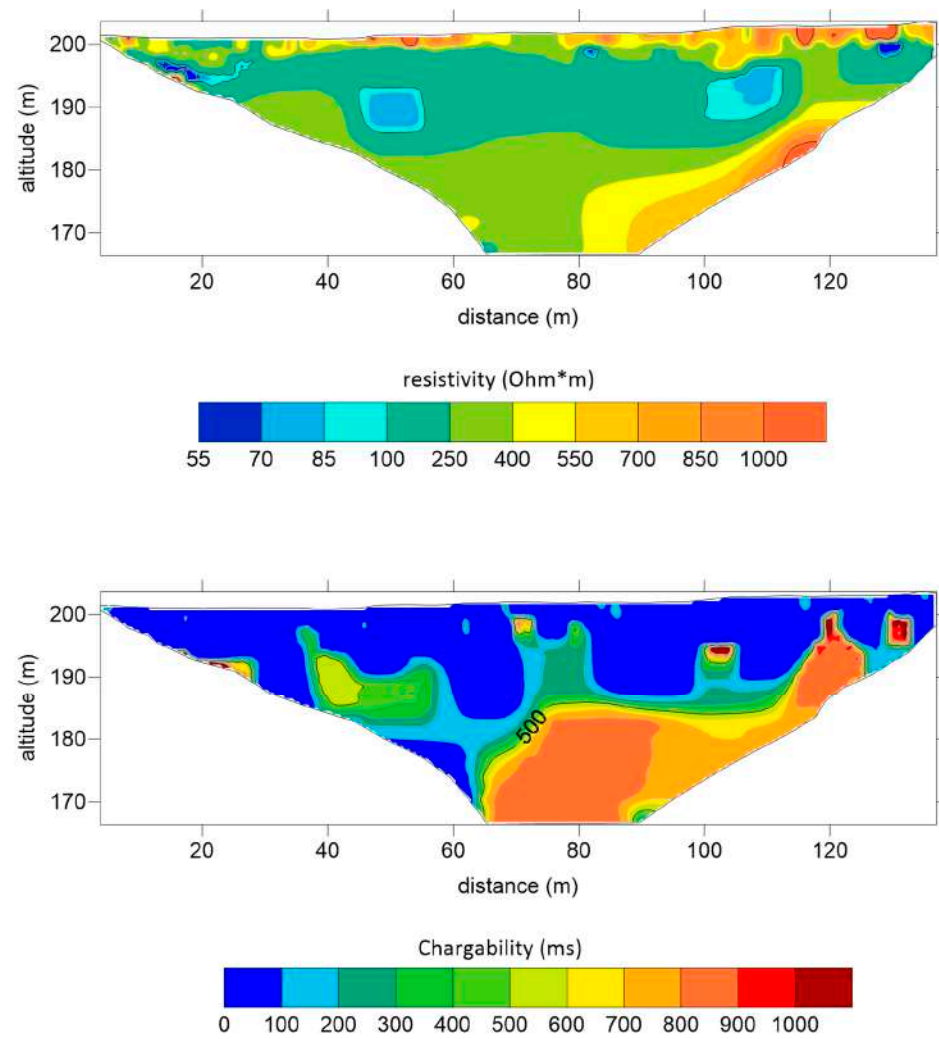 200
190
180
170
altitude (m)
20 40 60 80 100 120
distance (m)
resistivity (Ohm*m)
55 70 85 100 250 400 550 700 850 1000
200
190
180
170
altitude (m)
500
20 40 60 80 100 120
distance (m)
Chargability (ms)
0 100 200 300 400 500 600 700 800 900 1000